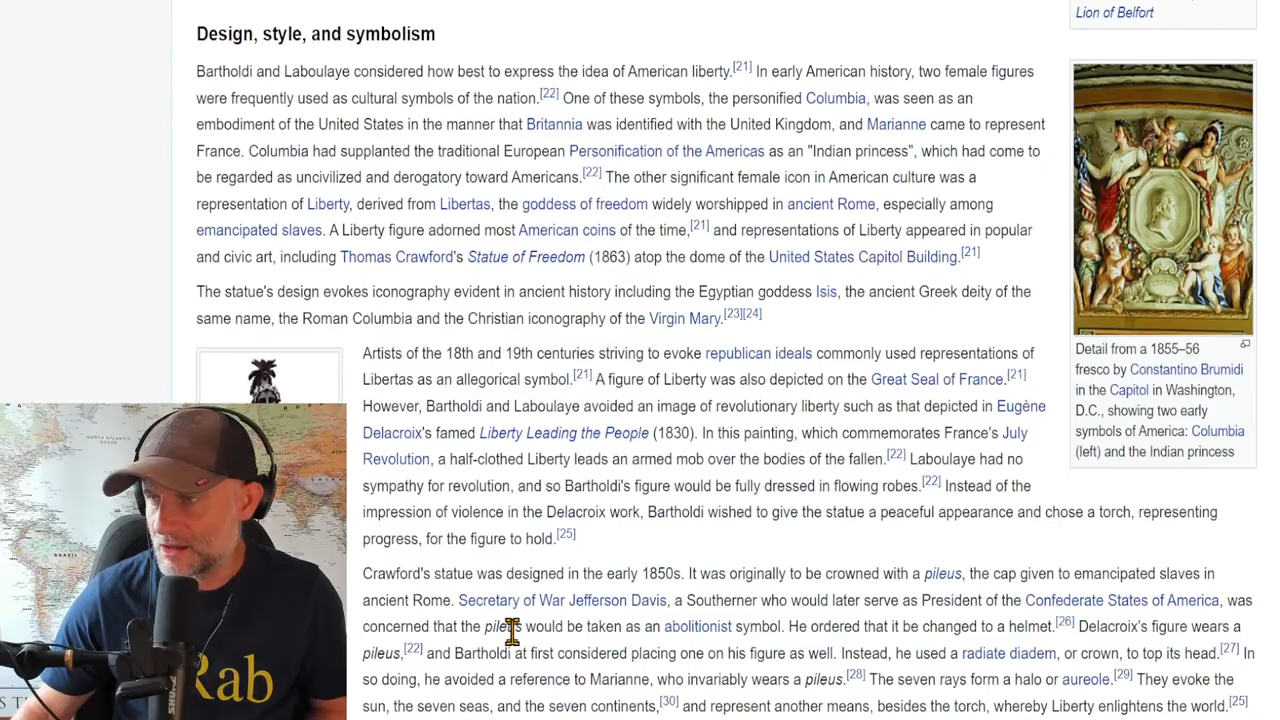 Design, style, and symbolism
Bartholdi and Laboulaye considered how best to express the idea of American liberty.[21] In early American history, two female figures
were frequently used as cultural symbols of the nation.[22] One of these symbols, the personified Columbia, was seen as an
embodiment of the United States in the manner that Britannia was identified with the United Kingdom, and Marianne came to represent
France. Columbia had supplanted the traditional European Personification of the Americas as an "Indian princess", which had come to
be regarded as uncivilized and derogatory toward Americans.[22] The other significant female icon in American culture was a
representation of Liberty, derived from Libertas, the goddess of freedom widely worshipped in ancient Rome, especially among
emancipated slaves. A Liberty figure adorned most American coins of the time,[21] and representations of Liberty appeared in popular
and civic art, including Thomas Crawford's Statue of Freedom (1863) atop the dome of the United States Capitol Building.[21]
The statue's design evokes iconography evident in ancient history including the Egyptian goddess Isis, the ancient Greek deity of the
same name, the Roman Columbia and the Christian iconography of the Virgin Mary.[23][24]
Artists of the 18th and 19th centuries striving to evoke republican ideals commonly used representations of
Libertas as an allegorical symbol.[21] A figure of Liberty was also depicted on the Great Seal of France.[21]
However, Bartholdi and Laboulaye avoided an image of revolutionary liberty such as that depicted in Eugène
Delacroix's famed Liberty Leading the People (1830). In this painting, which commemorates France's July
Revolution, a half-clothed Liberty leads an armed mob over the bodies of the fallen.[22] Laboulaye had no
sympathy for revolution, and so Bartholdi's figure would be fully dressed in flowing robes.[22] Instead of the
impression of violence in the Delacroix work, Bartholdi wished to give the statue a peaceful appearance and chose a torch, representing
progress, for the figure to hold.[25]
Crawford's statue was designed in the early 1850s. It was originally to be crowned with a pileus, the cap given to emancipated slaves in
ancient Rome. Secretary of War Jefferson Davis, a Southerner who would later serve as President of the Confederate States of America, was
concerned that the pileus would be taken as an abolitionist symbol. He ordered that it be changed to a helmet.[26] Delacroix's figure wears a
pileus,[22] and Bartholdi at first considered placing one on his figure as well. Instead, he used a radiate diadem, or crown, to top its head.[27] In
so doing, he avoided a reference to Marianne, who invariably wears a pileus.[28] The seven rays form a halo or aureole.[29] They evoke the
sun, the seven seas, and the seven continents,[30] and represent another means, besides the torch, whereby Liberty enlightens the world.[25]
Lion of Belfort
Detail from a 1855–56
fresco by Constantino Brumidi
in the Capitol in Washington,
D.C., showing two early
symbols of America: Columbia
(left) and the Indian princess
NORTH ATLANTIC
OCEAN
BRAZIL
Rab
SHURE